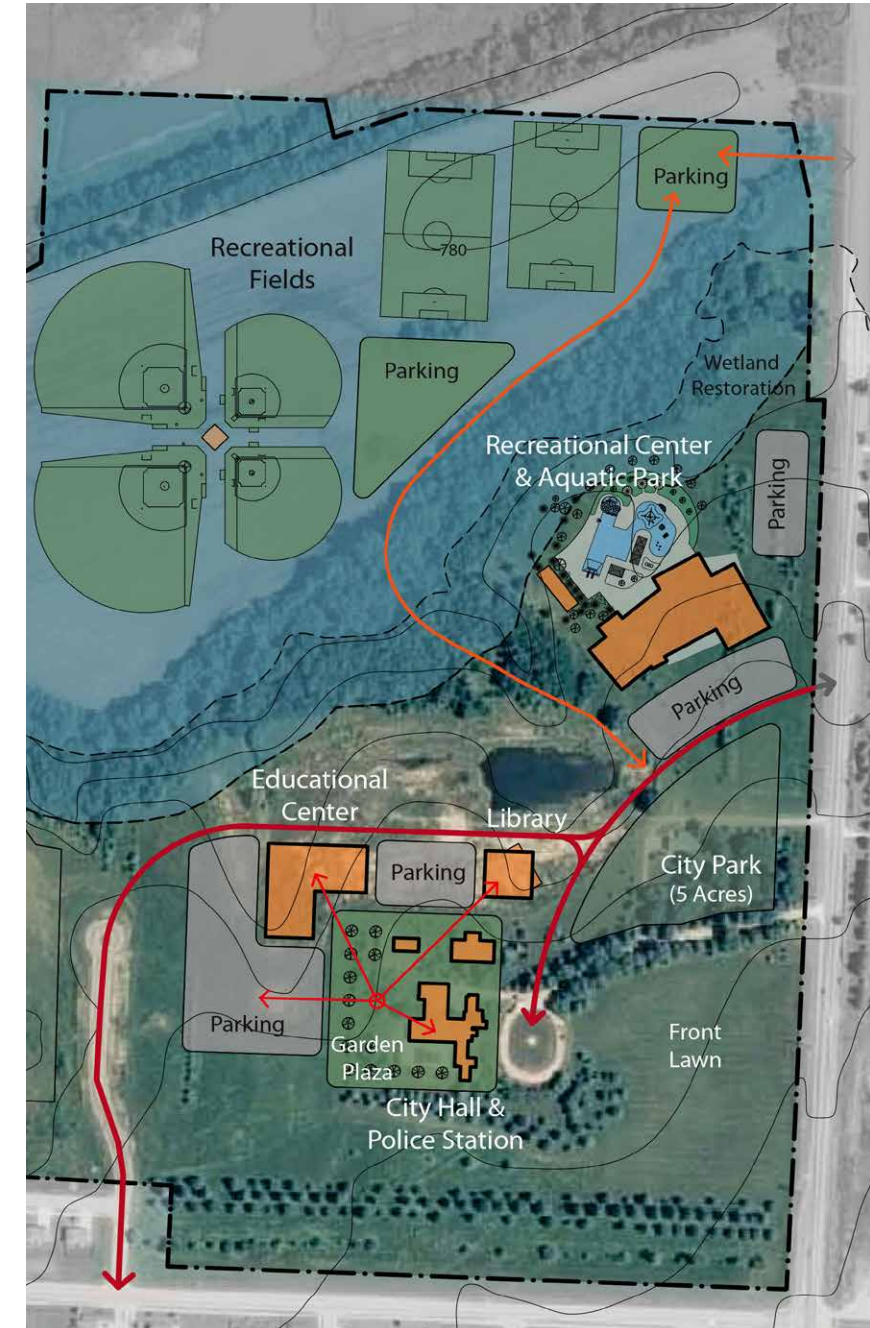 Parking
Recreational
Fields
780
Parking
Wetland
Restoration
Recreational Center
& Aquatic Park
Parking
Parking
Educational
Center
Library
Parking
City Park
(5 Acres)
Parking
Garden
Plaza
Front
Lawn
City Hall &
Police Station